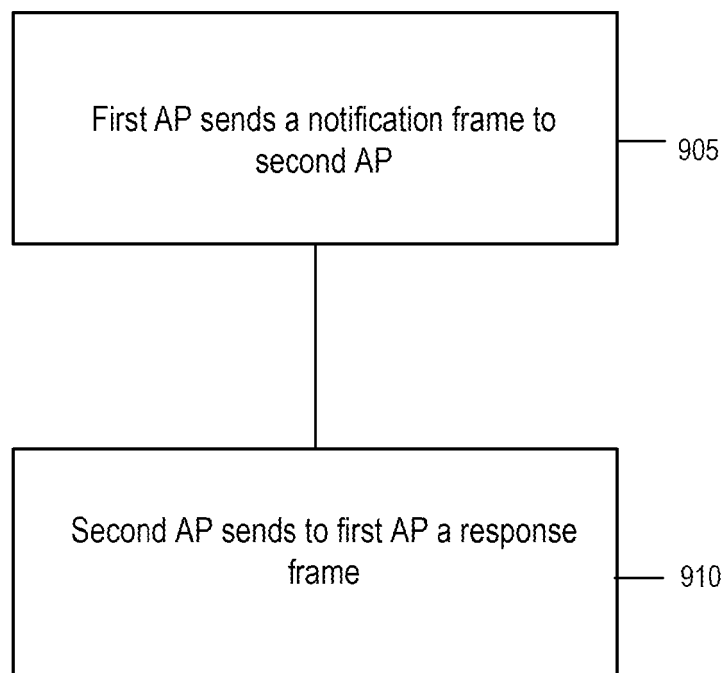 First AP sends a notification frame to
second AP
905
Second AP sends to first AP a response
frame
910